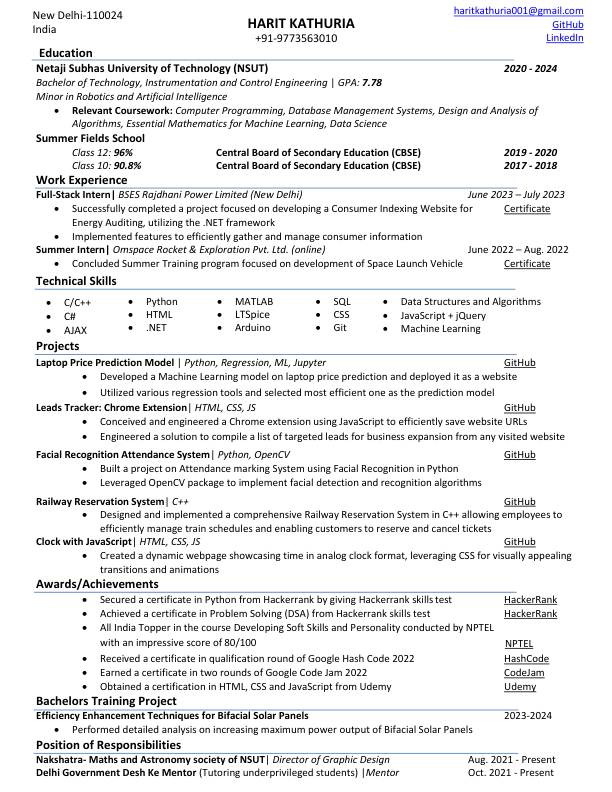 New Delhi-110024
India
HARIT KATHURIA
+91-9773563010
haritkathuria001@gmail.com
GitHub
LinkedIn
Education
Netaji Subhas University of Technology (NSUT) 2020 - 2024
Bachelor of Technology, Instrumentation and Control Engineering | GPA: 7.78
Minor in Robotics and Artificial Intelligence
• Relevant Coursework: Computer Programming, Database Management Systems, Design and Analysis of
Algorithms, Essential Mathematics for Machine Learning, Data Science
Summer Fields School
Class 12: 96% Central Board of Secondary Education (CBSE) 2019 - 2020
Class 10: 90.8% Central Board of Secondary Education (CBSE) 2017 - 2018
Work Experience
Full-Stack Intern| BSES Rajdhani Power Limited (New Delhi) June 2023 – July 2023
• Successfully completed a project focused on developing a Consumer Indexing Website for Certificate
Energy Auditing, utilizing the .NET framework
• Implemented features to efficiently gather and manage consumer information
Summer Intern| Omspace Rocket & Exploration Pvt. Ltd. (online) June 2022 – Aug. 2022
• Concluded Summer Training program focused on development of Space Launch Vehicle Certificate
Technical Skills
• C/C++ • Python • MATLAB • SQL • Data Structures and Algorithms
• C# • HTML • LTSpice • CSS • JavaScript + jQuery
• AJAX • .NET • Arduino • Git • Machine Learning
Projects
Laptop Price Prediction Model | Python, Regression, ML, Jupyter GitHub
• Developed a Machine Learning model on laptop price prediction and deployed it as a website
• Utilized various regression tools and selected most efficient one as the prediction model
Leads Tracker: Chrome Extension| HTML, CSS, JS GitHub
• Conceived and engineered a Chrome extension using JavaScript to efficiently save website URLs
• Engineered a solution to compile a list of targeted leads for business expansion from any visited website
Facial Recognition Attendance System| Python, OpenCV GitHub
• Built a project on Attendance marking System using Facial Recognition in Python
• Leveraged OpenCV package to implement facial detection and recognition algorithms
Railway Reservation System| C++ GitHub
• Designed and implemented a comprehensive Railway Reservation System in C++ allowing employees to
efficiently manage train schedules and enabling customers to reserve and cancel tickets
Clock with JavaScript| HTML, CSS, JS GitHub
• Created a dynamic webpage showcasing time in analog clock format, leveraging CSS for visually appealing
transitions and animations
Awards/Achievements
• Secured a certificate in Python from Hackerrank by giving Hackerrank skills test HackerRank
• Achieved a certificate in Problem Solving (DSA) from Hackerrank skills test HackerRank
• All India Topper in the course Developing Soft Skills and Personality conducted by NPTEL
with an impressive score of 80/100 NPTEL
• Received a certificate in qualification round of Google Hash Code 2022 HashCode
• Earned a certificate in two rounds of Google Code Jam 2022 CodeJam
• Obtained a certification in HTML, CSS and JavaScript from Udemy Udemy
Bachelors Training Project
Efficiency Enhancement Techniques for Bifacial Solar Panels 2023-2024
• Performed detailed analysis on increasing maximum power output of Bifacial Solar Panels
Position of Responsibilities
Nakshatra- Maths and Astronomy society of NSUT| Director of Graphic Design Aug. 2021 - Present
Delhi Government Desh Ke Mentor (Tutoring underprivileged students) |Mentor Oct. 2021 - Present